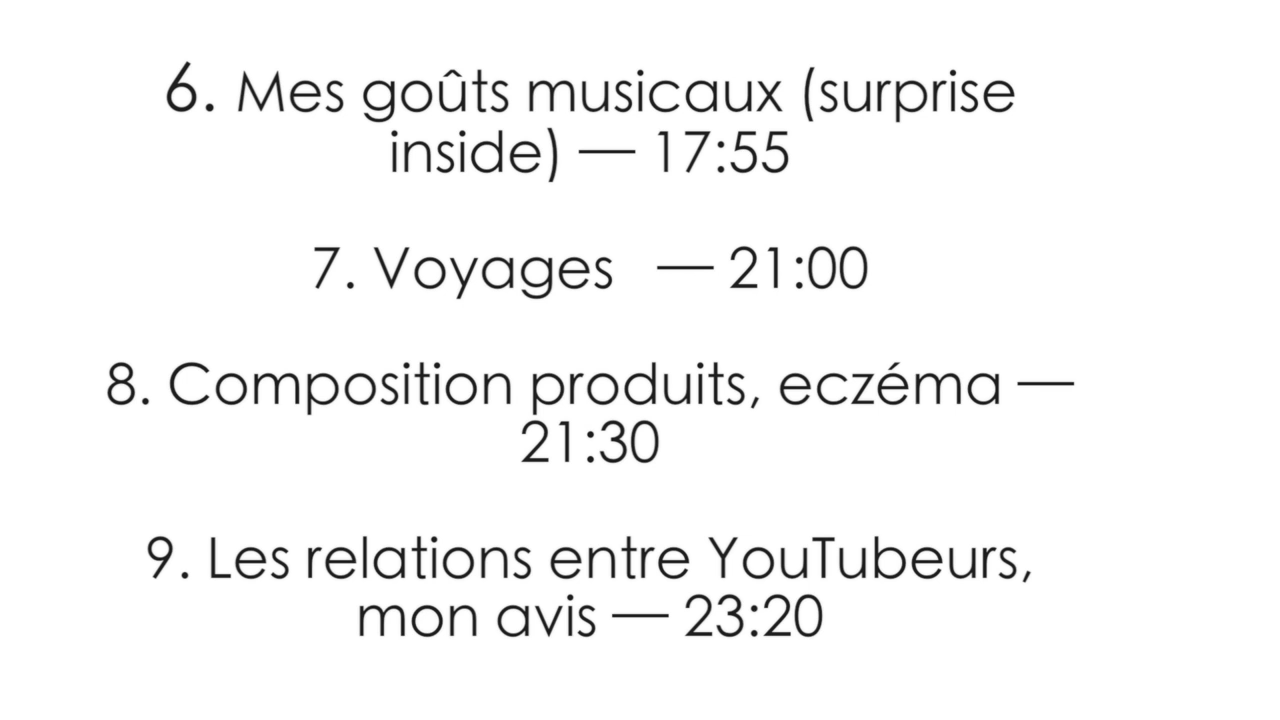 6. Mes goûts musicaux (surprise
inside) — 17:55
7. Voyages — 21:00
8. Composition produits, eczéma —
21:30
9. Les relations entre YouTubeurs,
mon avis — 23:20